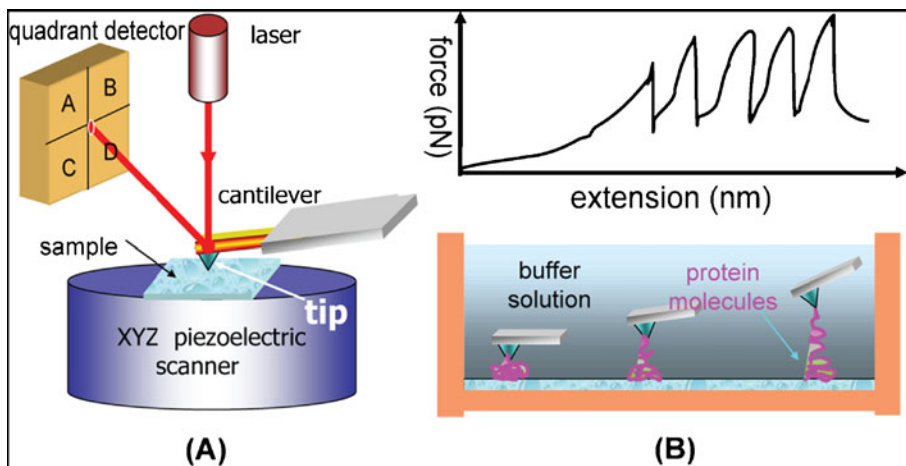 quadrant detector
laser
A
B
C
D
cantilever
sample
tip
XYZ piezoelectric
scanner
(A)
force (pN)
extension (nm)
buffer
solution
protein
molecules
(B)